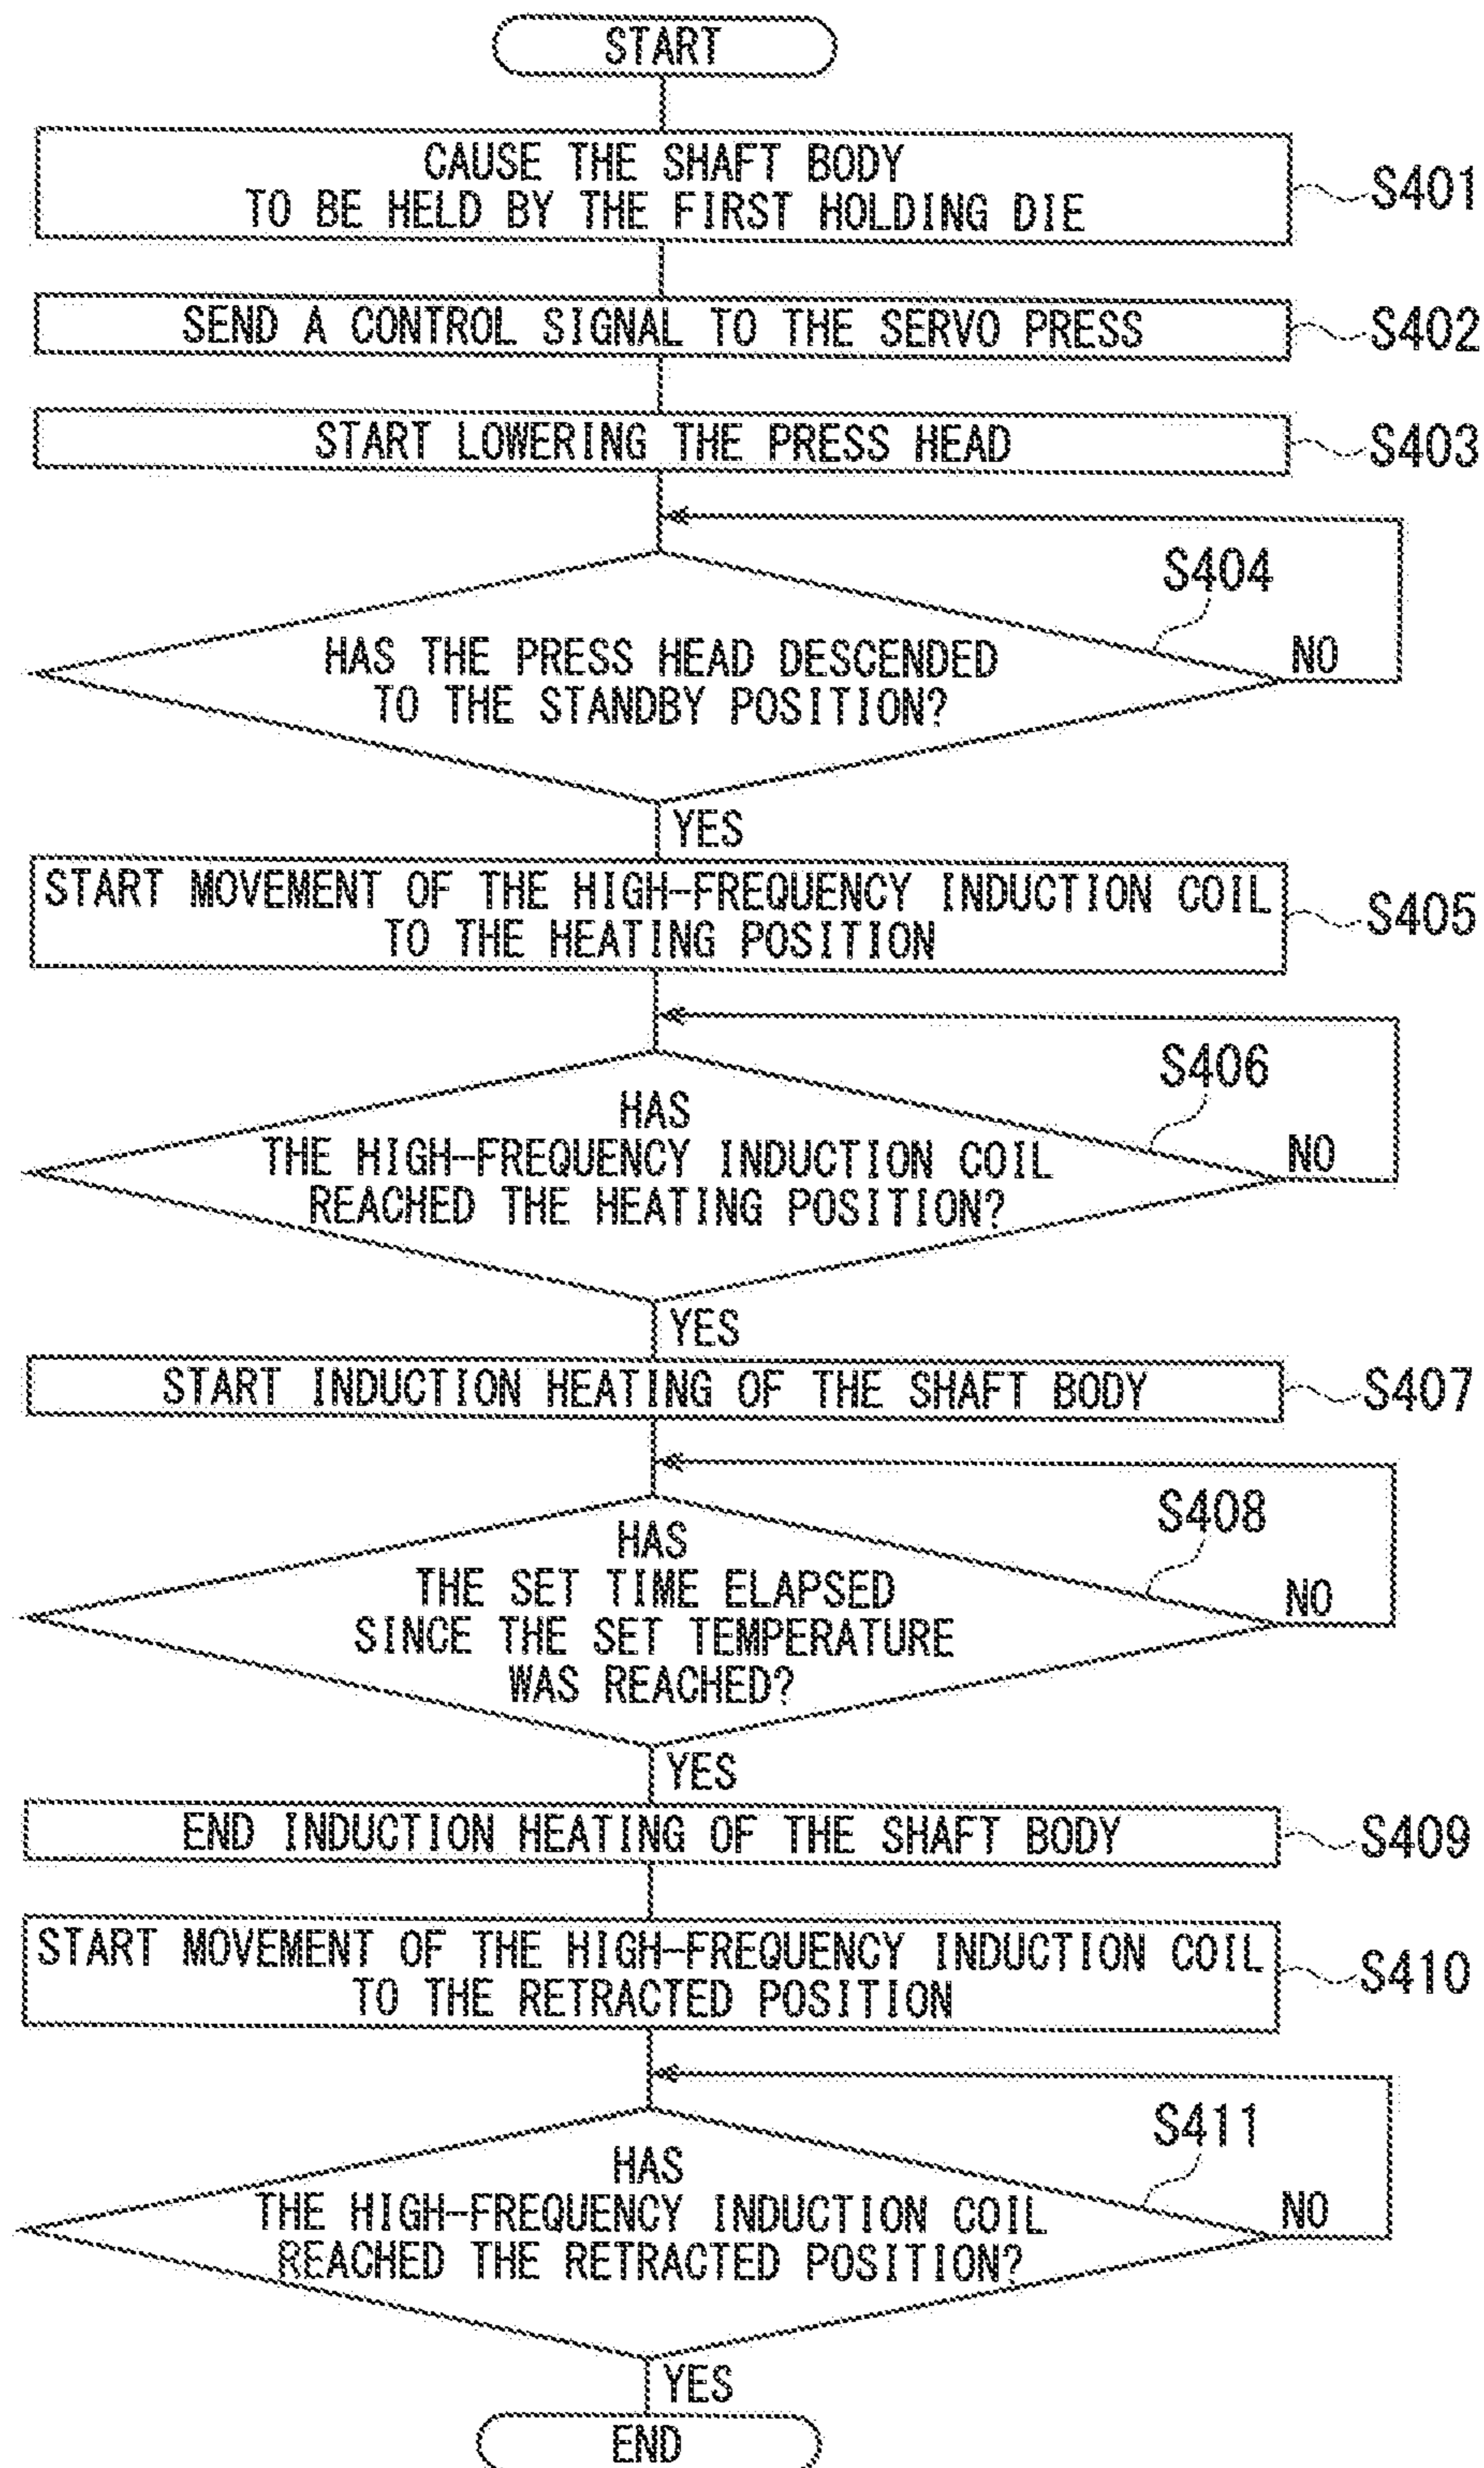 START
CAUSE THE SHAFT BODY
TO BE HELD BY THE FIRST HOLDING DIE
S401
SEND A CONTROL SIGNAL TO THE SERVO PRESS
S402
START LOWERING THE PRESS HEAD
S403
S404
HAS THE PRESS HEAD DESCENDED
TO THE STANDBY POSITION?
NO
YES
START MOVEMENT OF THE HIGH-FREQUENCY INDUCTION COIL
TO THE HEATING POSITION
S405
S406
HAS
THE HIGH-FREQUENCY INDUCTION COIL
REACHED THE HEATING POSITION?
NO
YES
START INDUCTION HEATING OF THE SHAFT BODY
S407
S408
HAS
THE SET TIME ELAPSED
SINCE THE SET TEMPERATURE
WAS REACHED?
NO
YES
END INDUCTION HEATING OF THE SHAFT BODY
S409
START MOVEMENT OF THE HIGH-FREQUENCY INDUCTION COIL
TO THE RETRACTED POSITION
S410
S411
HAS
THE HIGH-FREQUENCY INDUCTION COIL
REACHED THE RETRACTED POSITION?
NO
YES
END